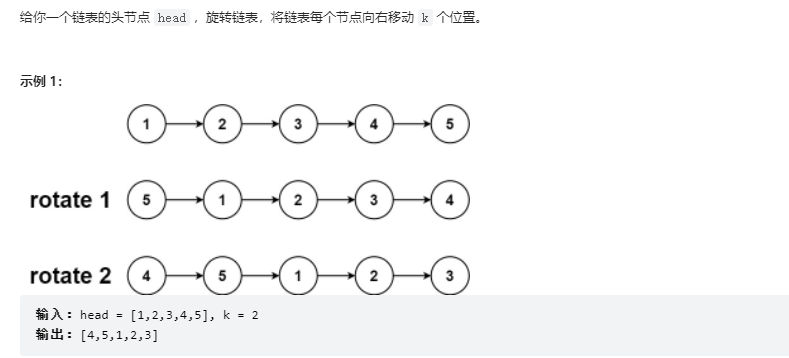 给你一个链表的头节点 head ，旋转链表，将链表每个节点向右移动 k 个位置。
示例 1：
1 2 3 4 5
rotate 1 5 1 2 3 4
rotate 2 4 5 1 2 3
输入：head = [1,2,3,4,5], k = 2
输出：[4,5,1,2,3]